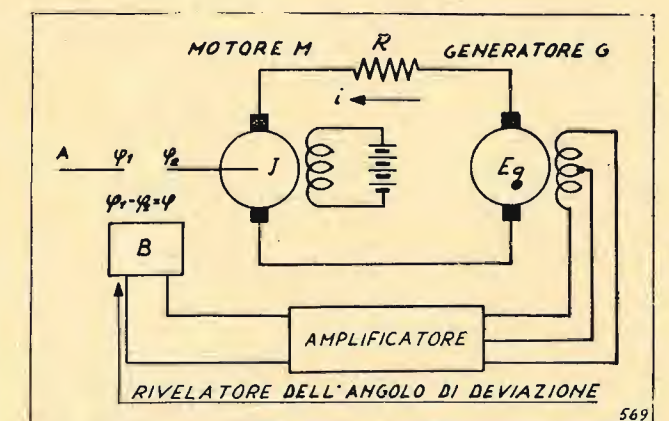 MOTORE M R GENERATORE G
i
A φ1 φ2 J Eg
φ1-φ2=φ
B
AMPLIFICATORE
RIVELATORE DELL'ANGOLO DI DEVIAZIONE
569